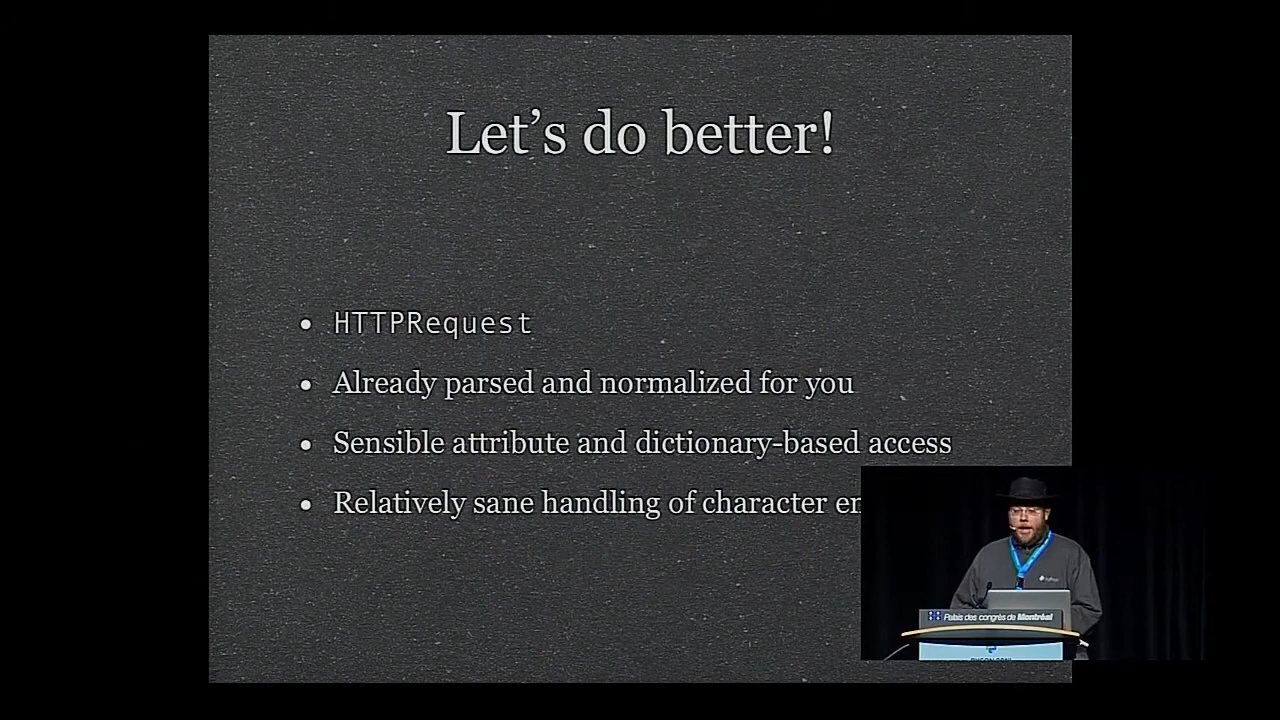 Let's do better!
HTTPRequest
Already parsed and normalized for you
Sensible attribute and dictionary-based access
Relatively sane handling of character en
Palais des congrès de Montréal